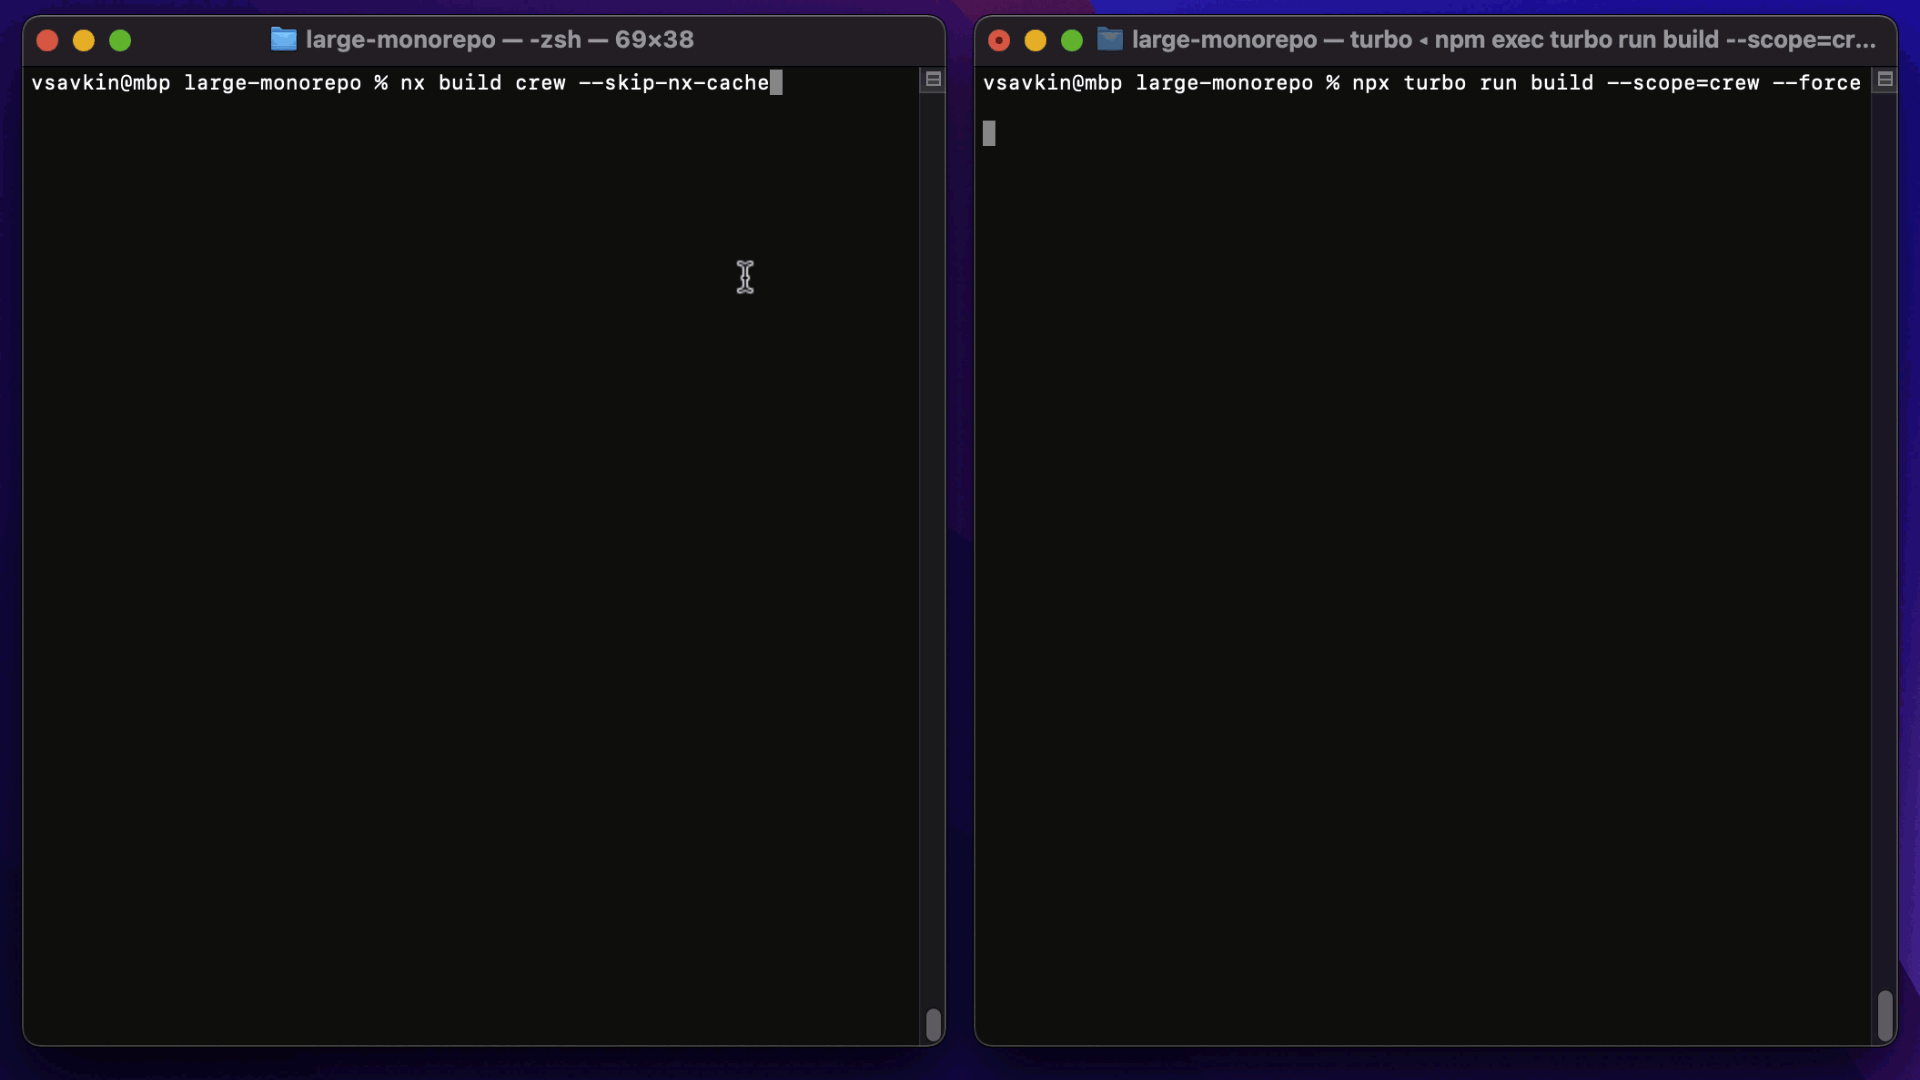 large-monorepo — -zsh — 69×38
vsavkin@mbp large-monorepo % nx build crew --skip-nx-cache
large-monorepo — turbo ◂ npm exec turbo run build --scope=cr...
vsavkin@mbp large-monorepo % npx turbo run build --scope=crew --force